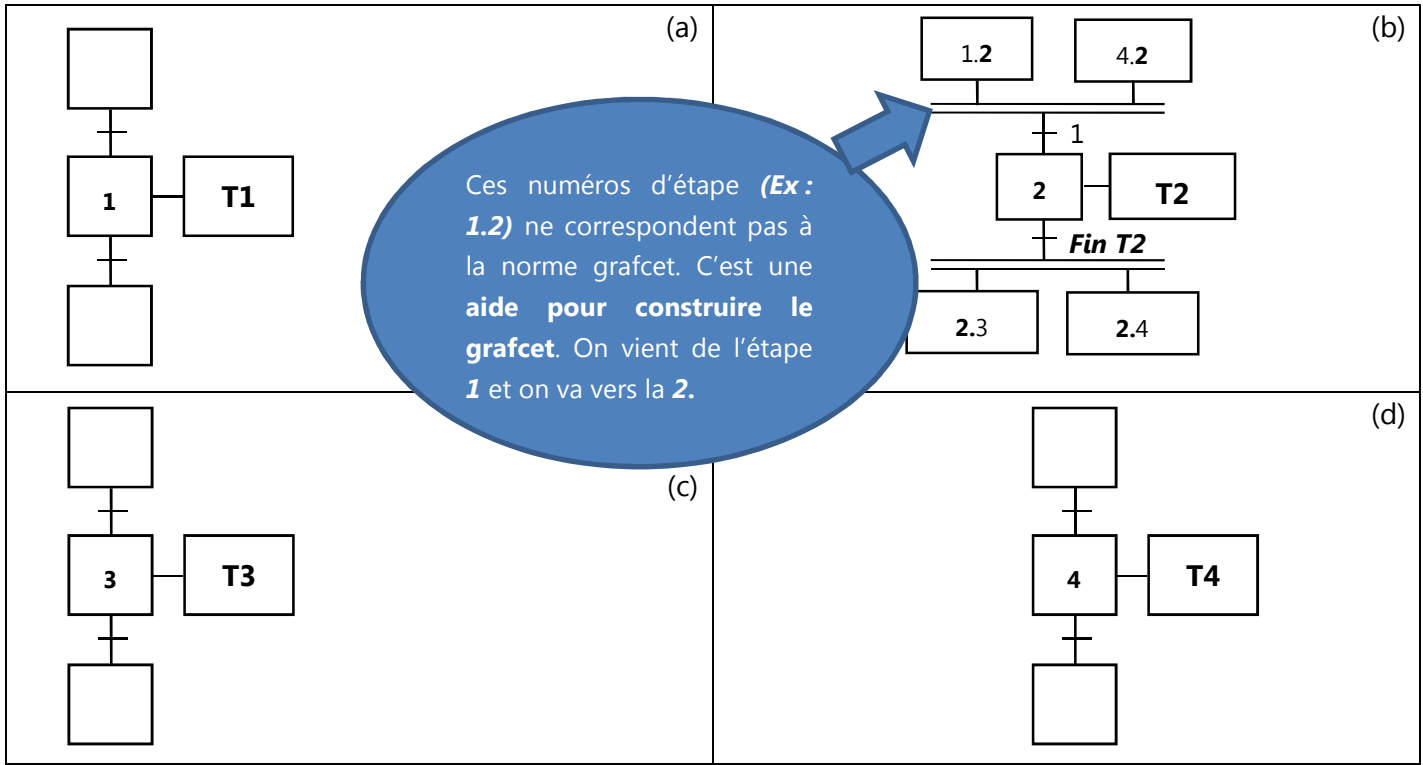 (a)
1
T1
(b)
1.2
4.2
1
2
T2
Fin T2
2.3
2.4
Ces numéros d'étape (Ex :
1.2) ne correspondent pas à
la norme grafcet. C'est une
aide pour construire le
grafcet. On vient de l'étape
1 et on va vers la 2.
(c)
3
T3
(d)
4
T4